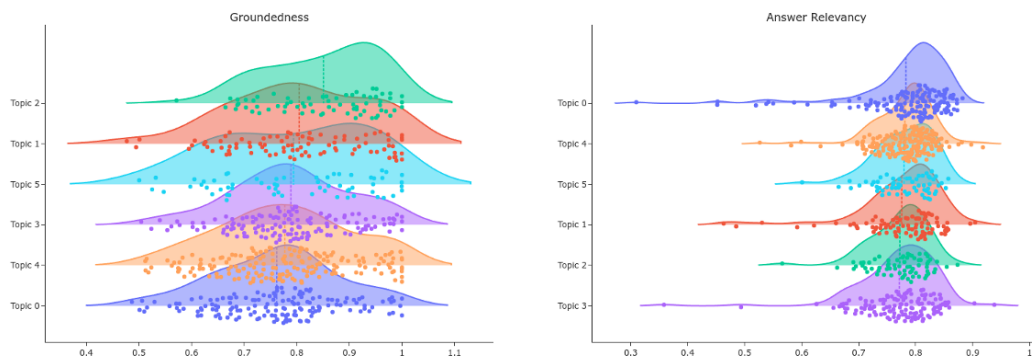 Groundedness
Topic 2
Topic 1
Topic 5
Topic 3
Topic 4
Topic 0
0.4 0.5 0.6 0.7 0.8 0.9 1 1.1
Answer Relevancy
Topic 0
Topic 4
Topic 5
Topic 1
Topic 2
Topic 3
0.3 0.4 0.5 0.6 0.7 0.8 0.9 1